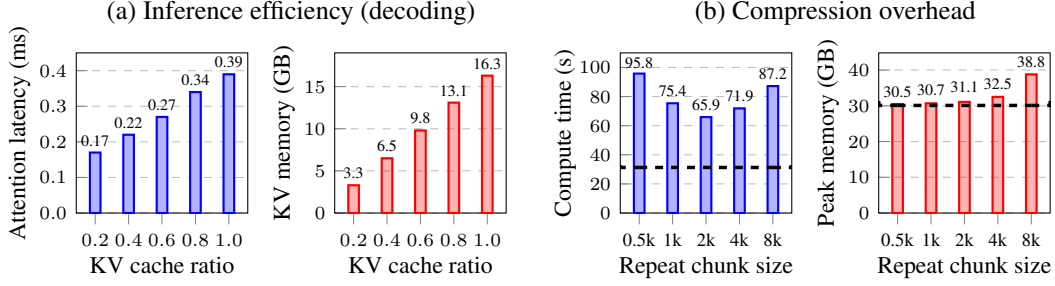 (a) Inference efficiency (decoding)
(b) Compression overhead
Attention latency (ms)
0.4
0.3
0.2
0.1
0.0
0.17
0.22
0.27
0.34
0.39
0.2 0.4 0.6 0.8 1.0
KV cache ratio
KV memory (GB)
15
10
5
0
3.3
6.5
9.8
13.1
16.3
0.2 0.4 0.6 0.8 1.0
KV cache ratio
Compute time (s)
100
80
60
40
20
0
95.8
75.4
65.9
71.9
87.2
0.5k 1k 2k 4k 8k
Repeat chunk size
Peak memory (GB)
40
30
20
10
0
30.5
30.7
31.1
32.5
38.8
0.5k 1k 2k 4k 8k
Repeat chunk size